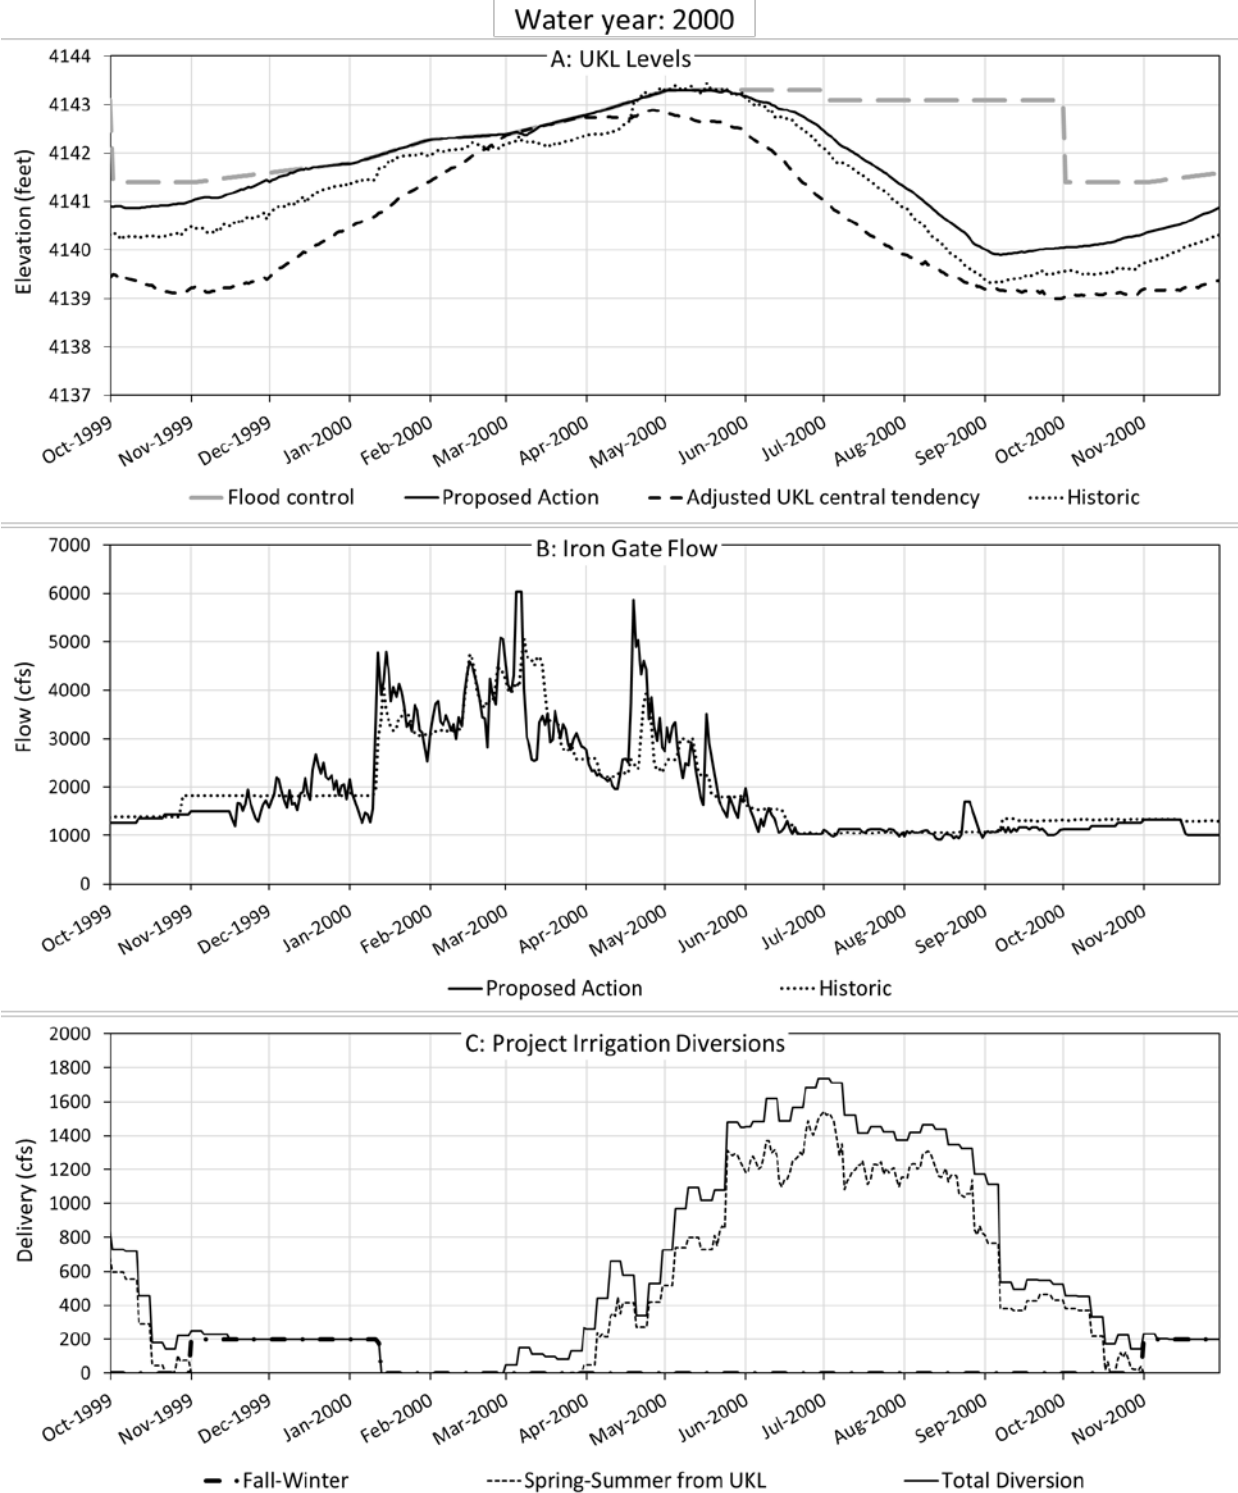 Water year: 2000
A: UKL Levels
Elevation (feet)
4144
4143
4142
4141
4140
4139
4138
4137
Oct-1999 Nov-1999 Dec-1999 Jan-2000 Feb-2000 Mar-2000 Apr-2000 May-2000 Jun-2000 Jul-2000 Aug-2000 Sep-2000 Oct-2000 Nov-2000
Flood control Proposed Action Adjusted UKL central tendency Historic
B: Iron Gate Flow
Flow (cfs)
7000
6000
5000
4000
3000
2000
1000
0
Oct-1999 Nov-1999 Dec-1999 Jan-2000 Feb-2000 Mar-2000 Apr-2000 May-2000 Jun-2000 Jul-2000 Aug-2000 Sep-2000 Oct-2000 Nov-2000
Proposed Action Historic
C: Project Irrigation Diversions
Delivery (cfs)
2000
1800
1600
1400
1200
1000
800
600
400
200
0
Oct-1999 Nov-1999 Dec-1999 Jan-2000 Feb-2000 Mar-2000 Apr-2000 May-2000 Jun-2000 Jul-2000 Aug-2000 Sep-2000 Oct-2000 Nov-2000
Fall-Winter Spring-Summer from UKL Total Diversion